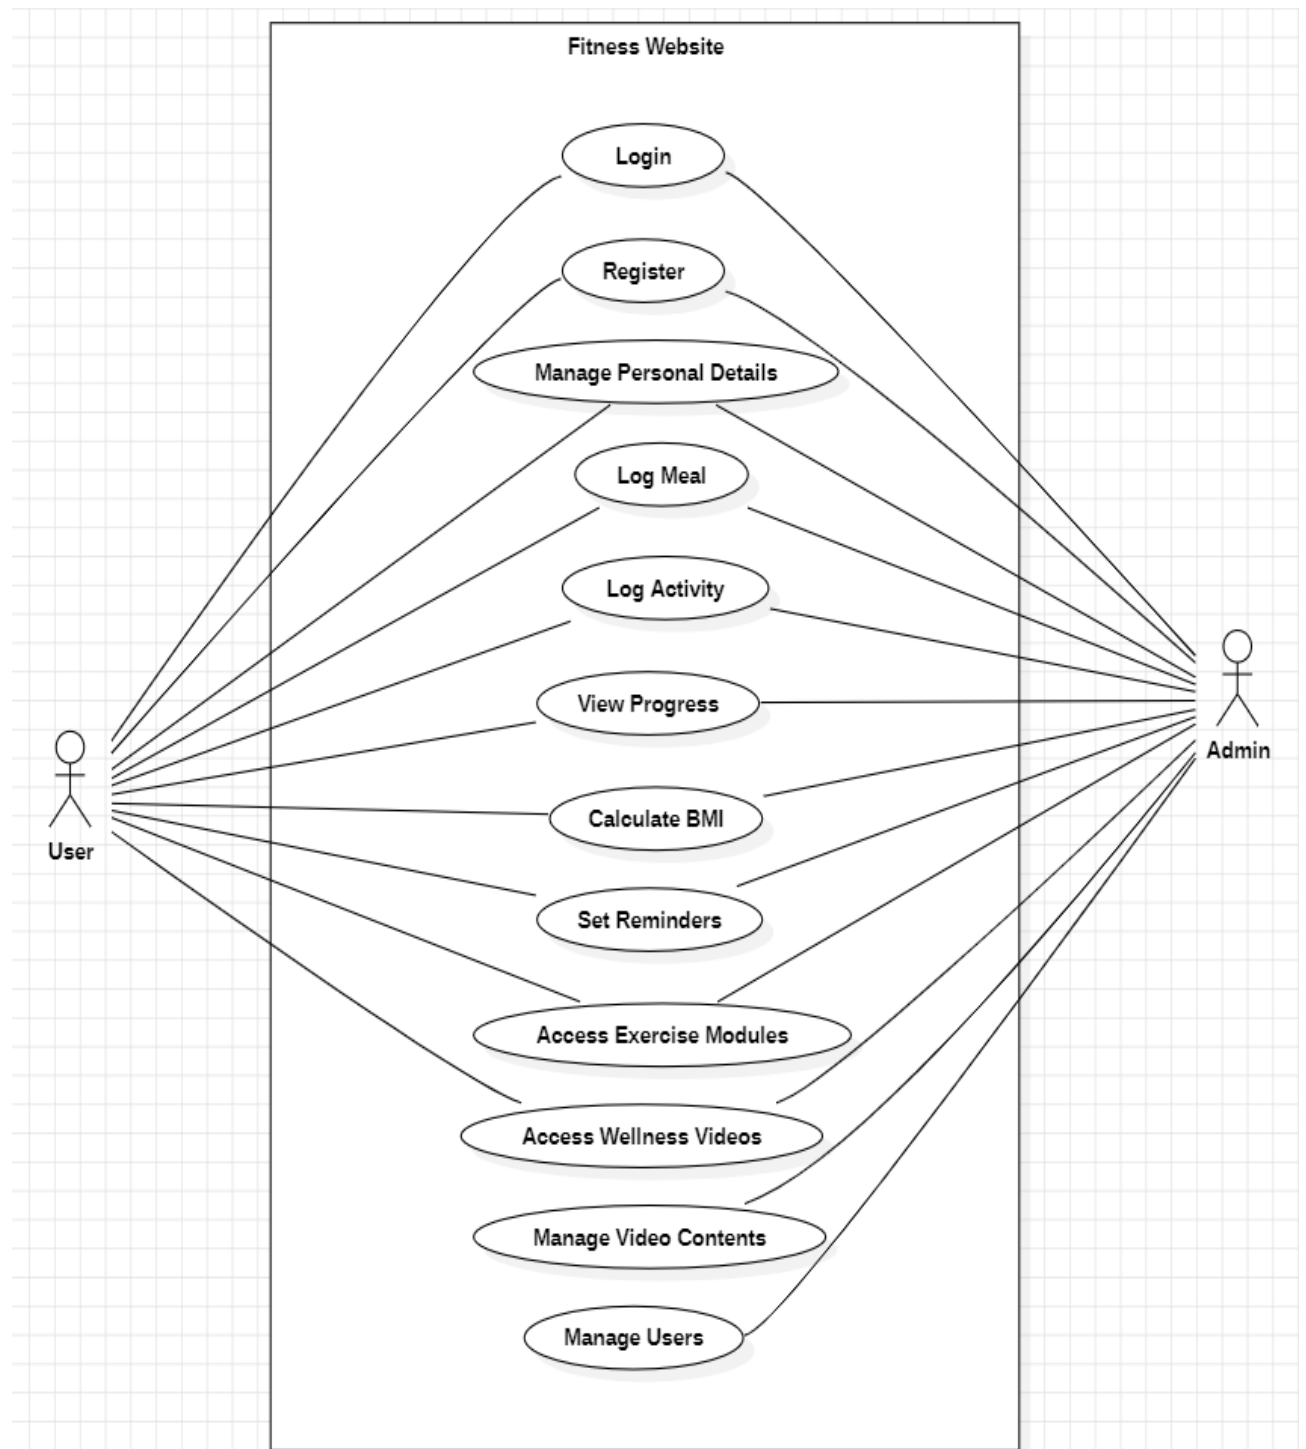 Fitness Website
Login
Register
Manage Personal Details
Log Meal
Log Activity
View Progress
Calculate BMI
Set Reminders
Access Exercise Modules
Access Wellness Videos
Manage Video Contents
Manage Users
User
Admin